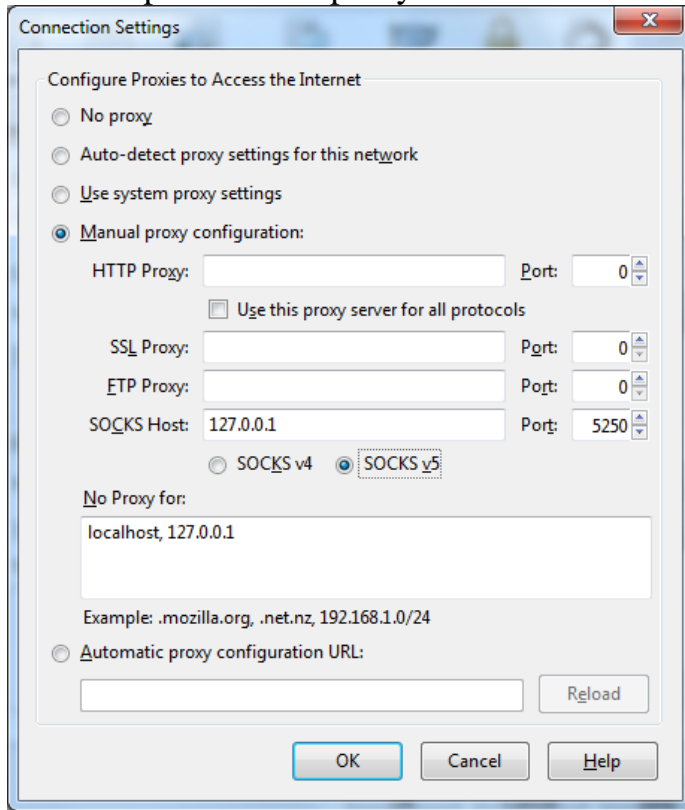 Connection Settings
Configure Proxies to Access the Internet
No proxy
Auto-detect proxy settings for this network
Use system proxy settings
Manual proxy configuration:
HTTP Proxy: Port: 0
Use this proxy server for all protocols
SSL Proxy: Port: 0
FTP Proxy: Port: 0
SOCKS Host: 127.0.0.1 Port: 5250
SOCKS v4 SOCKS v5
No Proxy for:
localhost, 127.0.0.1
Example: .mozilla.org, .net.nz, 192.168.1.0/24
Automatic proxy configuration URL:
Reload
OK Cancel Help